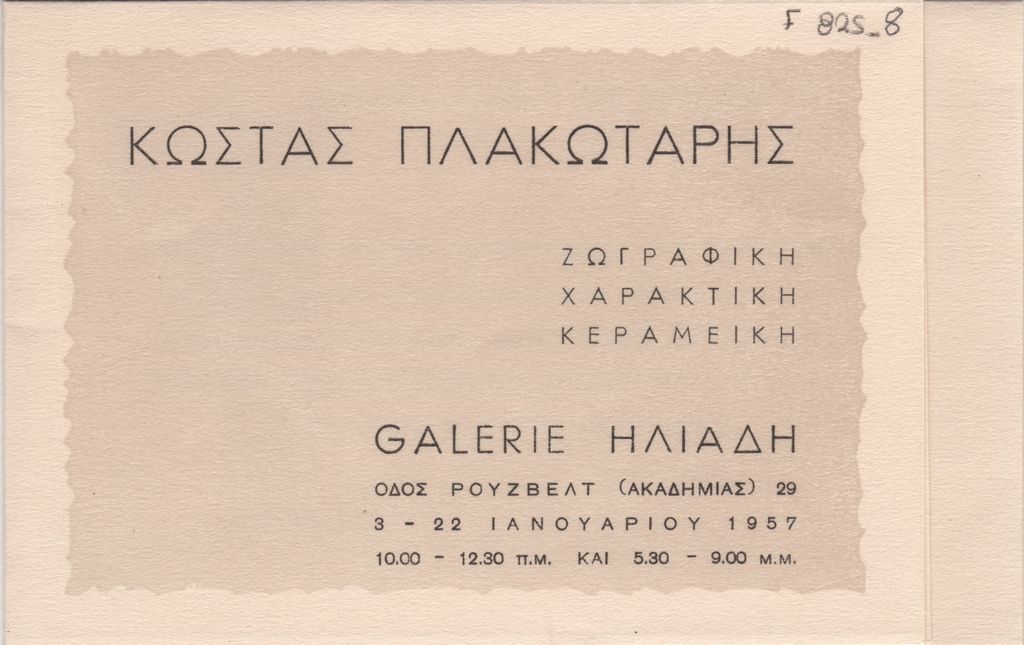 F 825_8
ΚΩΣΤΑΣ ΠΛΑΚΩΤΑΡΗΣ
ΖΩΓΡΑΦΙΚΗ
ΧΑΡΑΚΤΙΚΗ
ΚΕΡΑΜΕΙΚΗ
GALERIE ΗΛΙΑΔΗ
ΟΔΟΣ ΡΟΥΖΒΕΛΤ (ΑΚΑΔΗΜΙΑΣ) 29
3 - 22 ΙΑΝΟΥΑΡΙΟΥ 1957
10.00 - 12.30 π.μ. ΚΑΙ 5.30 - 9.00 μ.μ.